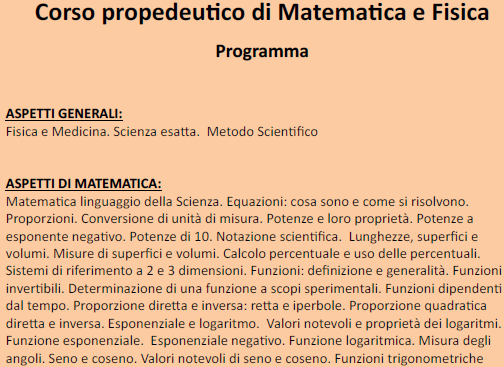 Corso propedeutico di Matematica e Fisica
Programma
ASPETTI GENERALI:
Fisica e Medicina. Scienza esatta.  Metodo Scientifico
ASPETTI DI MATEMATICA:
Matematica linguaggio della Scienza. Equazioni: cosa sono e come si risolvono.
Proporzioni. Conversione di unità di misura. Potenze e loro proprietà. Potenze a
esponente negativo. Potenze di 10. Notazione scientifica.  Lunghezze, superfici e
volumi. Misure di superfici e volumi. Calcolo percentuale e uso delle percentuali.
Sistemi di riferimento a 2 e 3 dimensioni. Funzioni: definizione e generalità. Funzioni
invertibili. Determinazione di una funzione a scopi sperimentali. Funzioni dipendenti
dal tempo. Proporzione diretta e inversa: retta e iperbole. Proporzione quadratica
diretta e inversa. Esponenziale e logaritmo.  Valori notevoli e proprietà dei logaritmi.
Funzione esponenziale.  Esponenziale negativo. Funzione logaritmica. Misura degli
angoli. Seno e coseno. Valori notevoli di seno e coseno. Funzioni trigonometriche